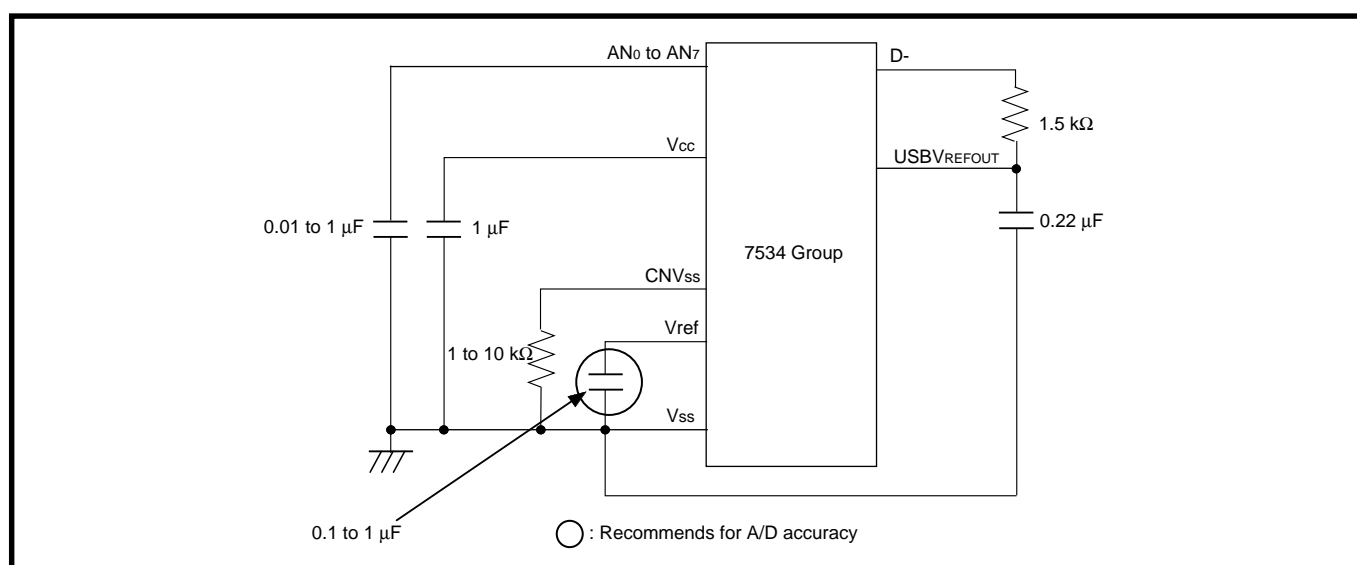 AN0 to AN7
D-
1.5 kΩ
Vcc
USBVREFOUT
0.01 to 1 μF
1 μF
0.22 μF
7534 Group
CNVss
Vref
1 to 10 kΩ
Vss
0.1 to 1 μF
: Recommends for A/D accuracy